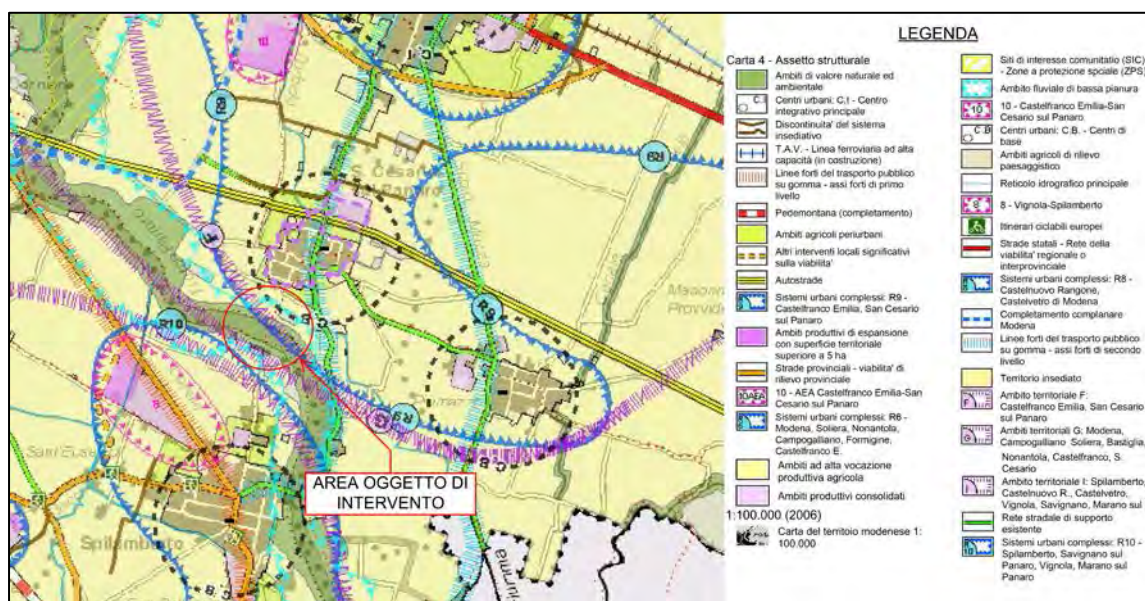 C.I
R9
R9
S. Cesario
sul Panaro
F
R10
C.B.
R9
C.B.
G
R9
C.B.
AREA OGGETTO DI
INTERVENTO
Spilamberto
C.B.
LEGENDA
Carta 4 - Assetto strutturale
Ambiti di valore naturale ed
ambientale
Centri urbani: C.I - Centro
integrativo principale
Discontinuita' del sistema
insediativo
T.A.V. - Linea ferroviaria ad alta
capacità (in costruzione)
Linee forti del trasporto pubblico
su gomma - assi forti di primo
livello
Pedemontana (completamento)
Ambiti agricoli periurbani
Altri interventi locali significativi
sulla viabilita'
Autostrade
Sistemi urbani complessi: R9 -
Castelfranco Emilia, San Cesario
sul Panaro
Ambiti produttivi di espansione
con superficie territoriale
superiore a 5 ha
Strade provinciali - viabilita' di
rilievo provinciale
10AEA
10 - AEA Castelfranco Emilia-San
Cesario sul Panaro
Sistemi urbani complessi: R6 -
Modena, Soliera, Nonantola,
Campogalliano, Formigine,
Castelfranco E.
Ambiti ad alta vocazione
produttiva agricola
Ambiti produttivi consolidati
1:100.000 (2006)
Carta del territoio modenese 1:
100.000
Siti di interesse comunitatio (SIC)
- Zone a protezione spciale (ZPS)
Ambito fluviale di bassa pianura
10
10 - Castelfranco Emilia-San
Cesario sul Panaro
C.B
Centri urbani: C.B. - Centri di
base
Ambiti agricoli di rilievo
paesaggistico
Reticolo idrografico principale
8
8 - Vignola-Spilamberto
Itinerari ciclabili europei
Strade statali - Rete della
viabilita' regionale o
interprovinciale
Sistemi urbani complessi: R8 -
Castelnuovo Rangone,
Castelvetro di Modena
Completamento complanare
Modena
Linee forti del trasporto pubblico
su gomma - assi forti di secondo
livello
Territorio insediato
F
Ambito territoriale F:
Castelfranco Emilia, San Cesario
sul Panaro
G
Ambiti territoriali G: Modena,
Campogalliano Soliera, Bastiglia,
Nonantola, Castelfranco, S.
Cesario
Ambito territoriale I: Spilamberto,
Castelnuovo R., Castelvetro,
Vignola, Savignano, Marano sul
Rete stradale di supporto
esistente
R
10
Sistemi urbani complessi: R10 -
Spilamberto, Savignano sul
Panaro, Vignola, Marano sul
Panaro